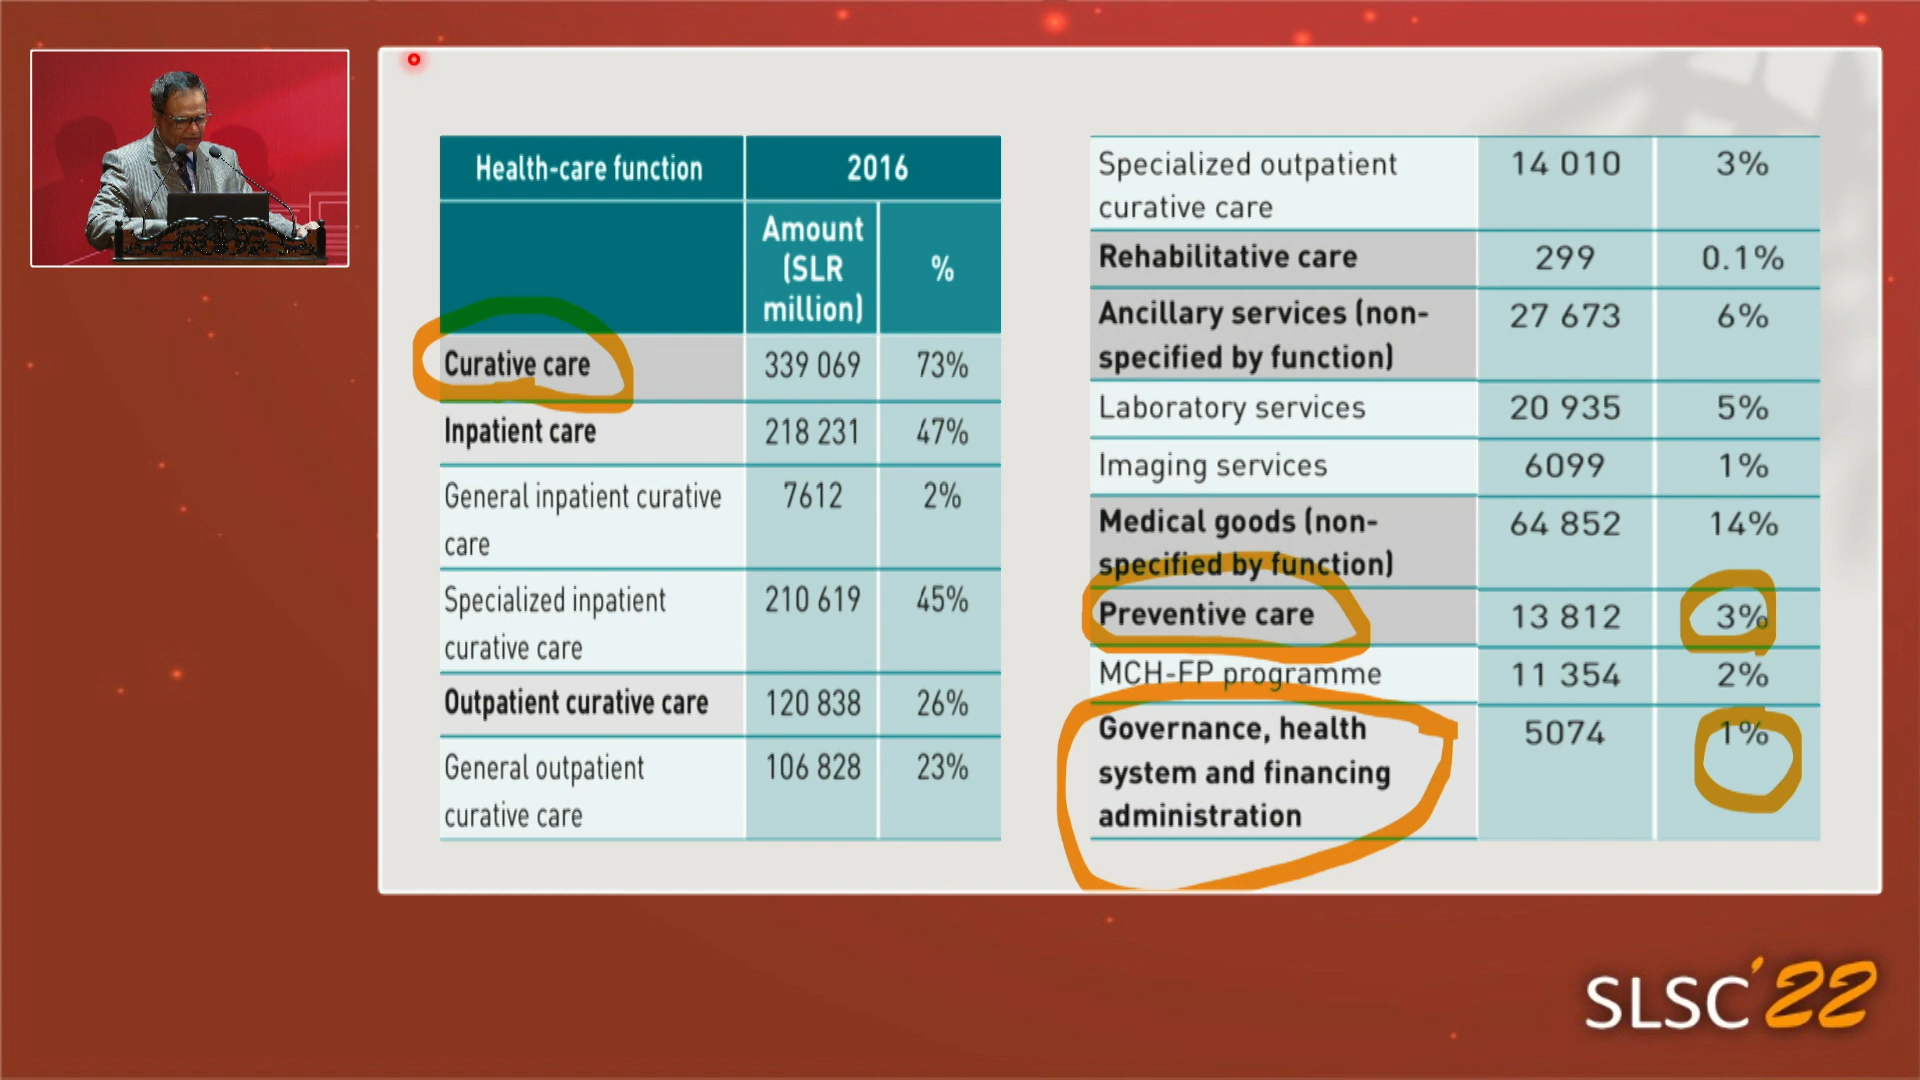 Health-care function 2016
Amount
(SLR
million) %
Curative care 339 069 73%
Inpatient care 218 231 47%
General inpatient curative 7612 2%
care
Specialized inpatient 210 619 45%
curative care
Outpatient curative care 120 838 26%
General outpatient 106 828 23%
curative care
Specialized outpatient 14 010 3%
curative care
Rehabilitative care 299 0.1%
Ancillary services (non- 27 673 6%
specified by function)
Laboratory services 20 935 5%
Imaging services 6099 1%
Medical goods (non- 64 852 14%
specified by function)
Preventive care 13 812 3%
MCH-FP programme 11 354 2%
Governance, health 5074 1%
system and financing
administration
SLSC'22